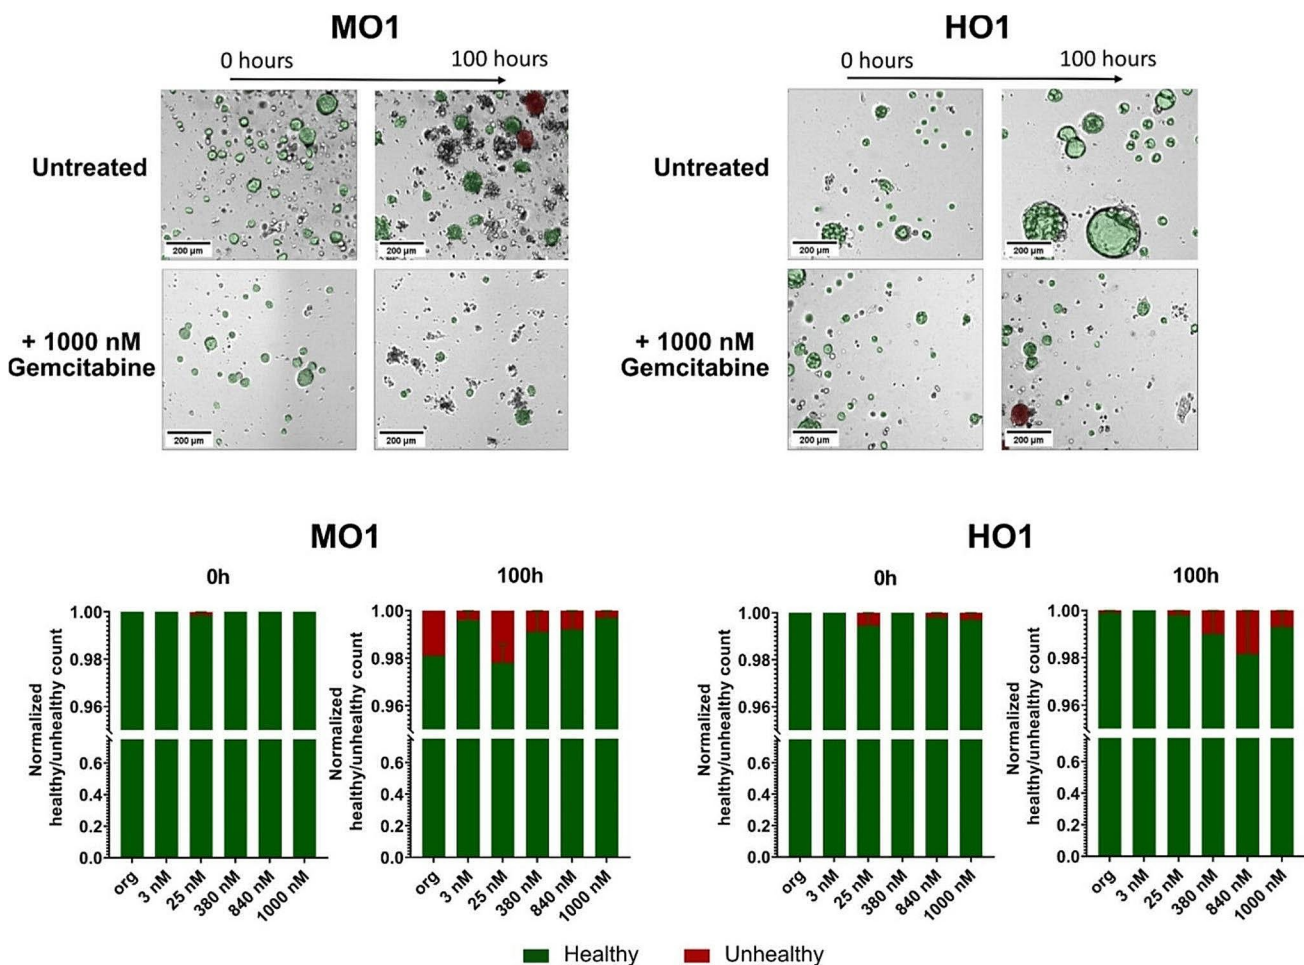 MO1
0 hours 100 hours
Untreated
200 µm 200 µm
+ 1000 nM
Gemcitabine
200 µm 200 µm
HO1
0 hours 100 hours
Untreated
200 µm 200 µm
+ 1000 nM
Gemcitabine
200 µm 200 µm
MO1
0h
Normalized
healthy/unhealthy count
1.00
0.98
0.96
0.6
0.4
0.2
0.0
org 3 nM 25 nM 380 nM 840 nM 1000 nM
100h
Normalized
healthy/unhealthy count
1.00
0.98
0.96
0.6
0.4
0.2
0.0
org 3 nM 25 nM 380 nM 840 nM 1000 nM
HO1
0h
Normalized
healthy/unhealthy count
1.00
0.98
0.96
0.6
0.4
0.2
0.0
org 3 nM 25 nM 380 nM 840 nM 1000 nM
100h
Normalized
healthy/unhealthy count
1.00
0.98
0.96
0.6
0.4
0.2
0.0
org 3 nM 25 nM 380 nM 840 nM 1000 nM
Healthy Unhealthy